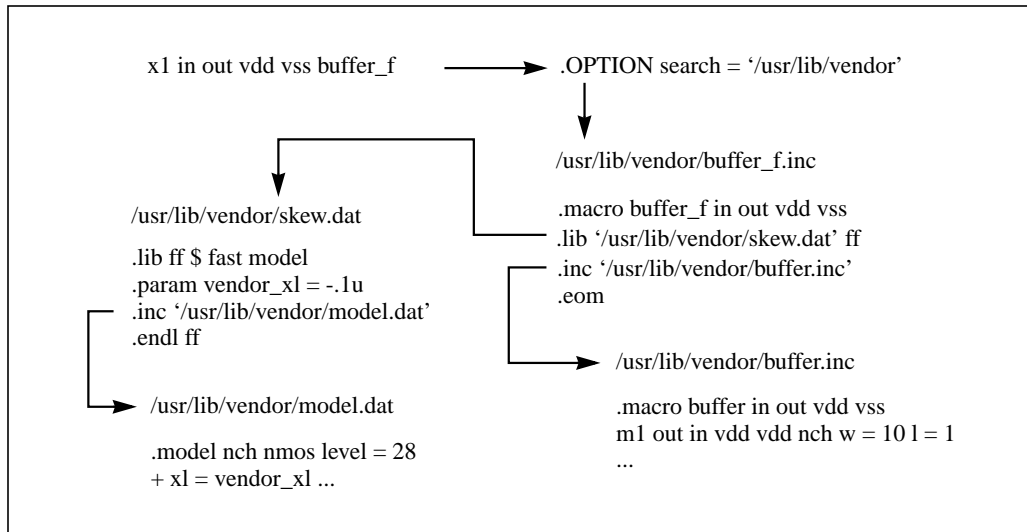 x1 in out vdd vss buffer_f
.OPTION search = ‘/usr/lib/vendor’
/usr/lib/vendor/buffer_f.inc
.macro buffer_f in out vdd vss
.lib ‘/usr/lib/vendor/skew.dat’ ff
.inc ‘/usr/lib/vendor/buffer.inc’
.eom
/usr/lib/vendor/skew.dat
.lib ff $ fast model
.param vendor_xl = -.1u
.inc ‘/usr/lib/vendor/model.dat’
.endl ff
/usr/lib/vendor/model.dat
.model nch nmos level = 28
+ xl = vendor_xl ...
/usr/lib/vendor/buffer.inc
.macro buffer in out vdd vss
m1 out in vdd vdd nch w = 10 l = 1
...